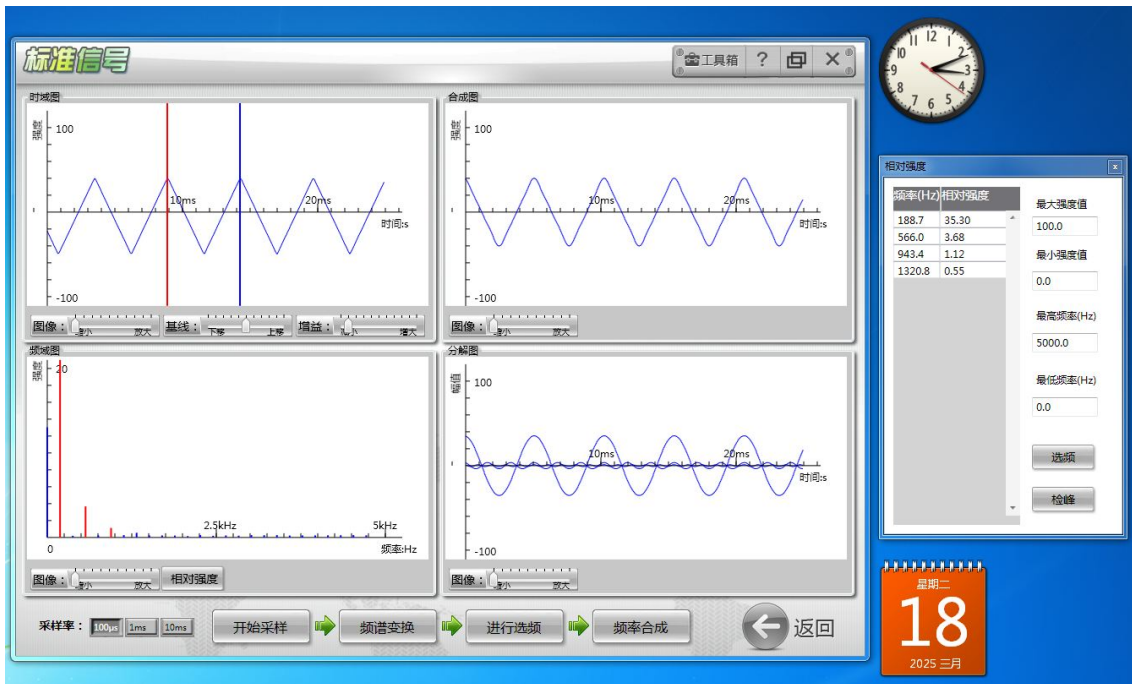 标准信号
工具箱 ?
时域图
强度
100
10ms
20ms
时间:s
-100
图像：
缩小
放大
基线：
下移
上移
增益：
增大
合成图
强度
100
10ms
20ms
时间:s
-100
图像：
缩小
放大
频域图
强度
20
2.5kHz
5kHz
0
频率:Hz
图像：
缩小
放大
相对强度
分解图
幅值
100
10ms
20ms
时间:s
-100
图像：
缩小
放大
采样率：
100μs
1ms
10ms
开始采样
频谱变换
进行选频
频率合成
返回
11 12 1
10 2
9 3
8 4
7 6 5
相对强度
x
频率(Hz) 相对强度
188.7 35.30
566.0 3.68
943.4 1.12
1320.8 0.55
最大强度值
100.0
最小强度值
0.0
最高频率(Hz)
5000.0
最低频率(Hz)
0.0
选频
检峰
星期二
18
2025 三月